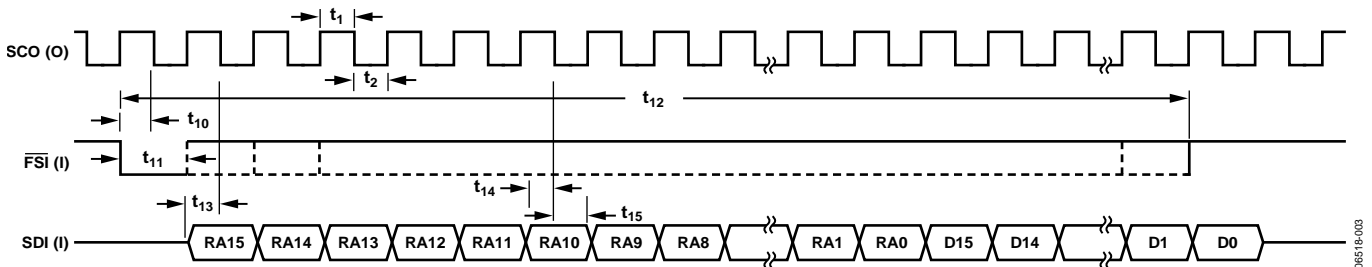 t1
SCO (O)
t2
t12
t10
FSI (I)
t11
t14
t13
t15
SDI (I) RA15 RA14 RA13 RA12 RA11 RA10 RA9 RA8 RA1 RA0 D15 D14 D1 D0
06518-003